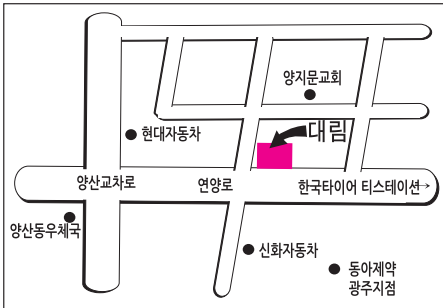 양지문교회
현대자동차
대림
양산교차로
연양로
한국타이어 티스테이션→
양산동우체국
신화자동차
동아제약
광주지점